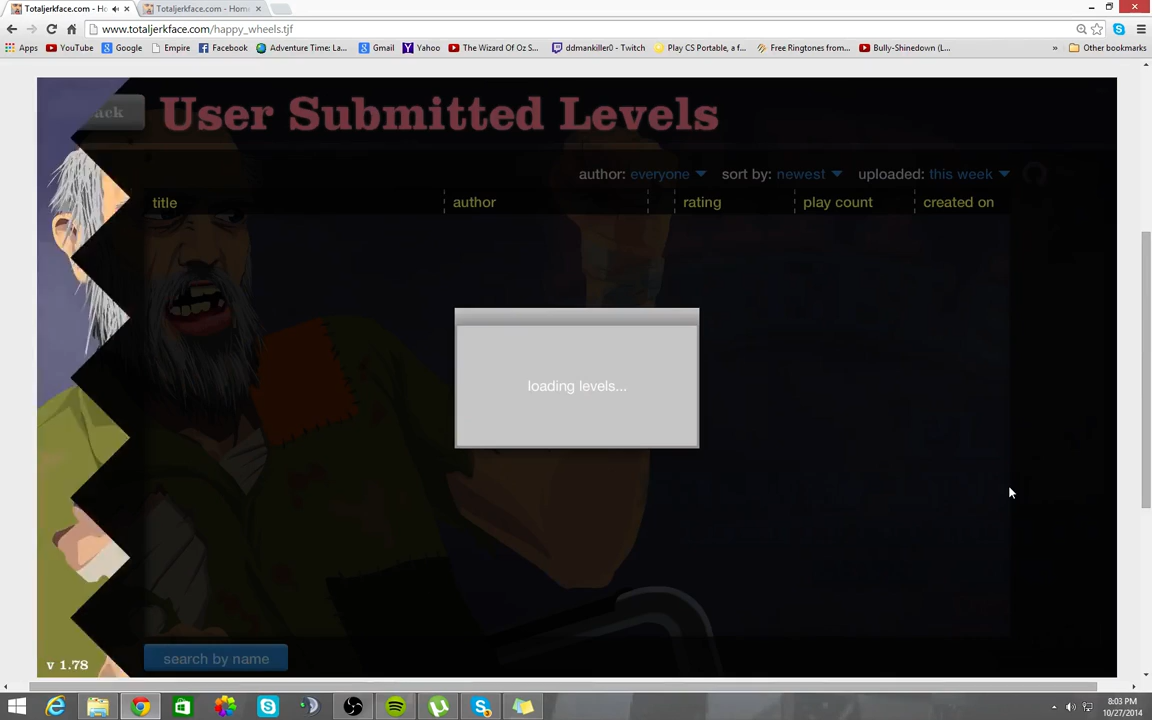 Totaljerkface.com - Ho
Totaljerkface.com - Home
www.totaljerkface.com/happy_wheels.tjf
Apps YouTube Google Empire Facebook Adventure Time: La... Gmail Yahoo The Wizard Of Oz S... ddmankiller0 - Twitch Play CS Portable, a f... Free Ringtones from... Bully-Shinedown (L... » Other bookmarks
ack
User Submitted Levels
author: everyone sort by: newest uploaded: this week
title author rating play count created on
loading levels...
search by name
v 1.78
8:03 PM
10/27/2014